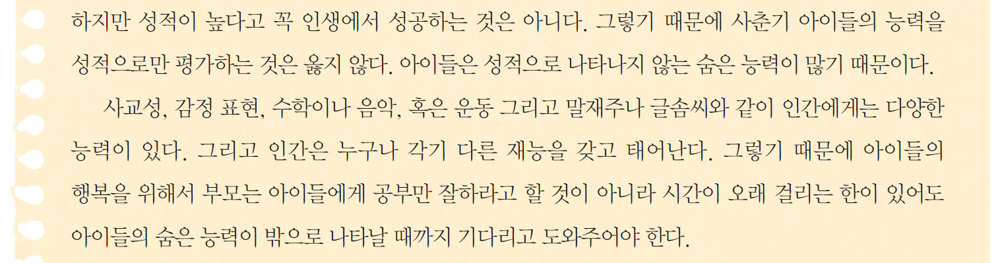 하지만 성적이 높다고 꼭 인생에서 성공하는 것은 아니다. 그렇기 때문에 사춘기 아이들의 능력을
성적으로만 평가하는 것은 옳지 않다. 아이들은 성적으로 나타나지 않는 숨은 능력이 많기 때문이다.
사교성, 감정 표현, 수학이나 음악, 혹은 운동 그리고 말재주나 글솜씨와 같이 인간에게는 다양한
능력이 있다. 그리고 인간은 누구나 각기 다른 재능을 갖고 태어난다. 그렇기 때문에 아이들의
행복을 위해서 부모는 아이들에게 공부만 잘하라고 할 것이 아니라 시간이 오래 걸리는 한이 있어도
아이들의 숨은 능력이 밖으로 나타날 때까지 기다리고 도와주어야 한다.